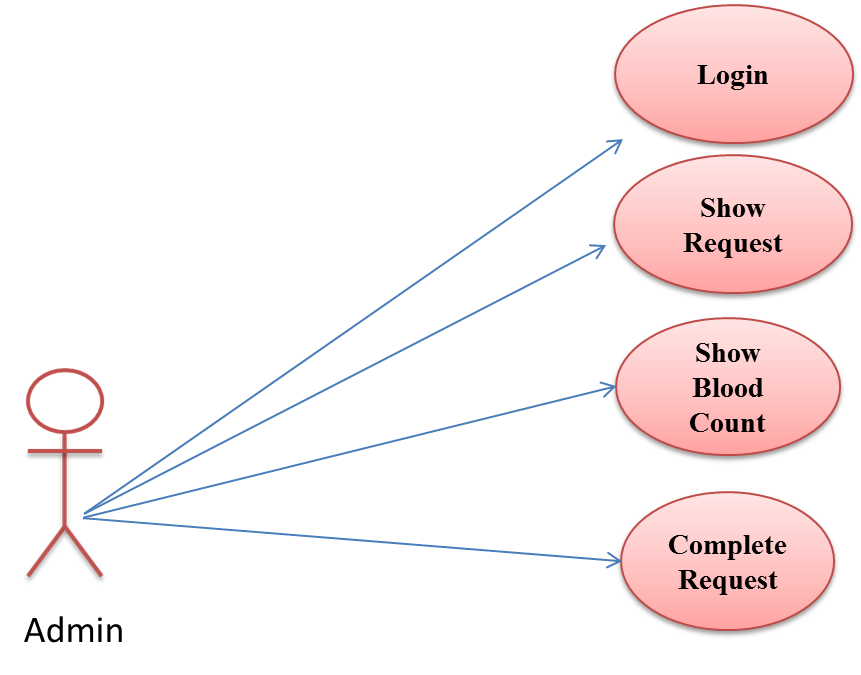 Login
Show
Request
Show
Blood
Count
Complete
Request
Admin